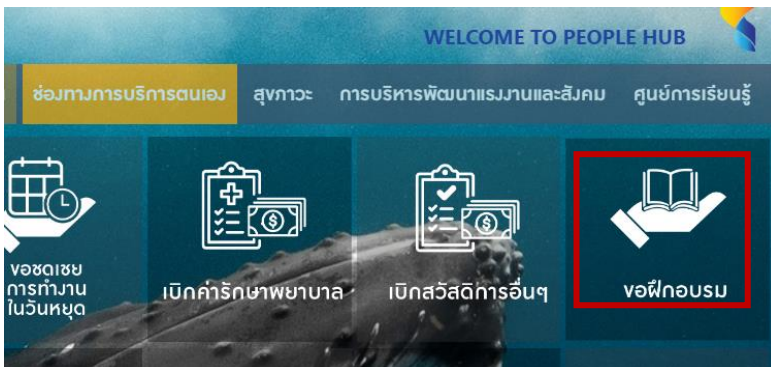 WELCOME TO PEOPLE HUB
ช่องทางการบริการตนเอง สุขภาวะ การบริหารพัฒนาแรงงานและสังคม ศูนย์การเรียนรู้
ขอชดเชย
การทำงาน
ในวันหยุด
เบิกค่ารักษาพยาบาล
เบิกสวัสดิการอื่นๆ
ขอฝึกอบรม